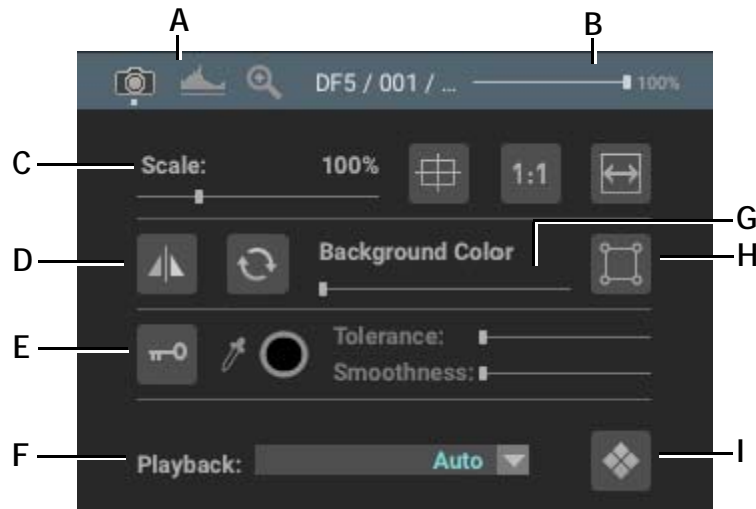 A
B
DF5 / 001 / ... 100%
C Scale: 100% 1:1
G
D Background Color H
E Tolerance:
Smoothness:
F Playback: Auto I